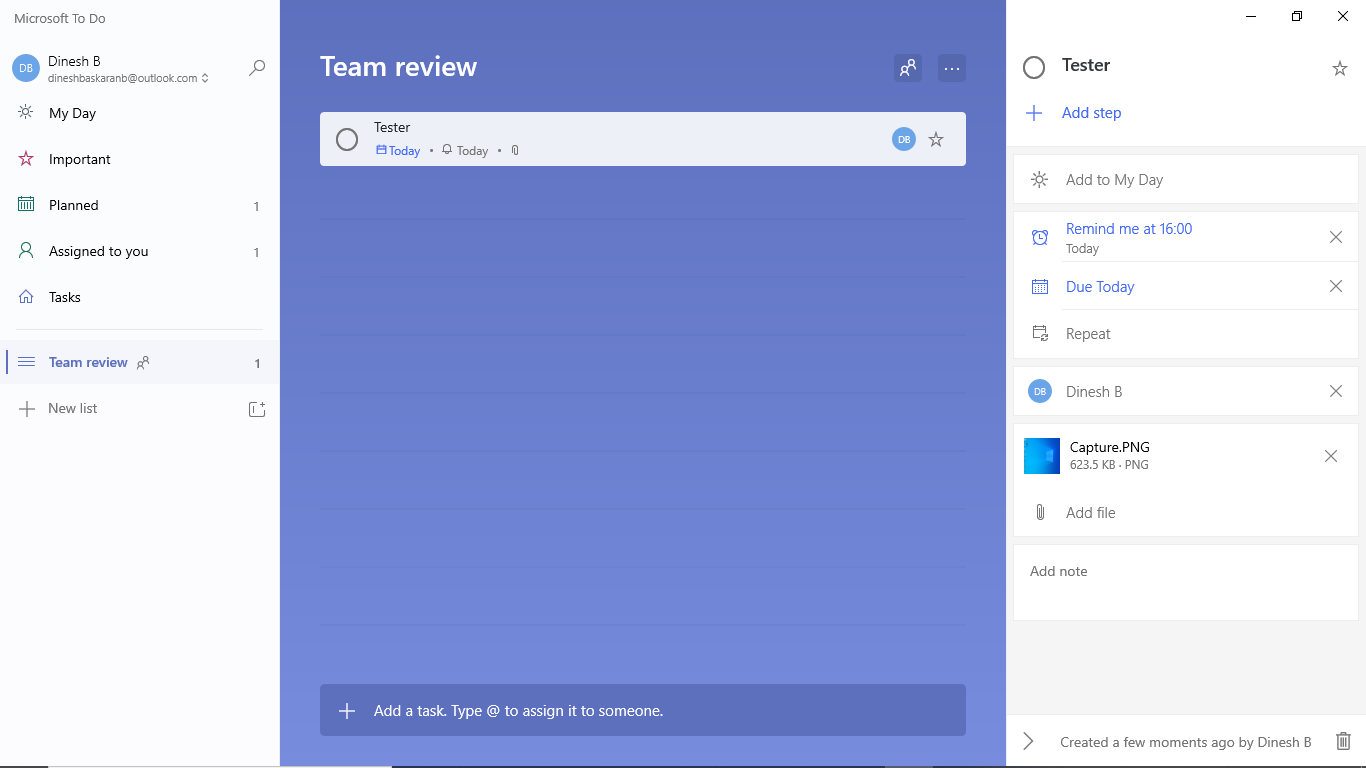 Microsoft To Do
DB
Dinesh B
dineshbaskaranb@outlook.com
My Day
Important
Planned 1
Assigned to you 1
Tasks
Team review 1
New list
Team review
Tester
Today • Today •
DB
Add a task. Type @ to assign it to someone.
Tester
Add step
Add to My Day
Remind me at 16:00
Today
Due Today
Repeat
DB Dinesh B
Capture.PNG
623.5 KB · PNG
Add file
Add note
Created a few moments ago by Dinesh B